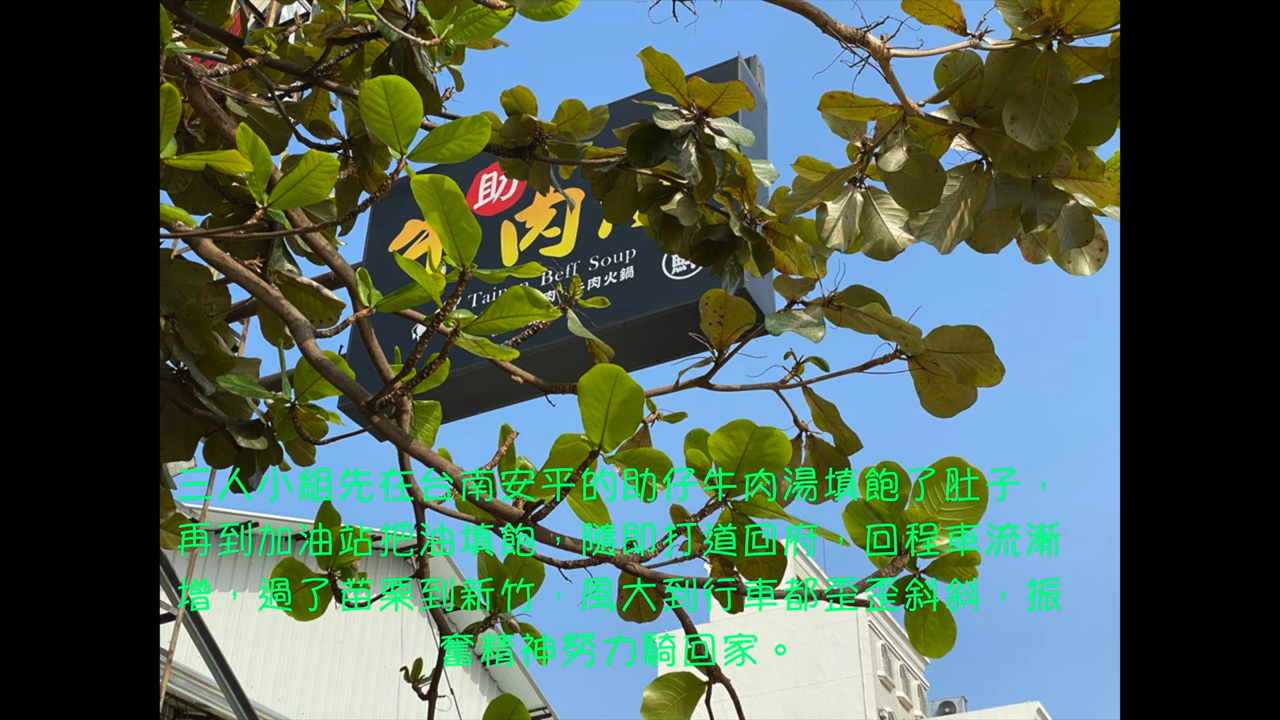 助
牛肉
Beff Soup
肉火鍋
三人小組先在台南安平的助仔牛肉湯填飽了肚子，
再到加油站把油填飽，隨即打道回府，回程車流漸
增，過了苗栗到新竹，風大到行車都歪歪斜斜，振
奮精神努力騎回家。